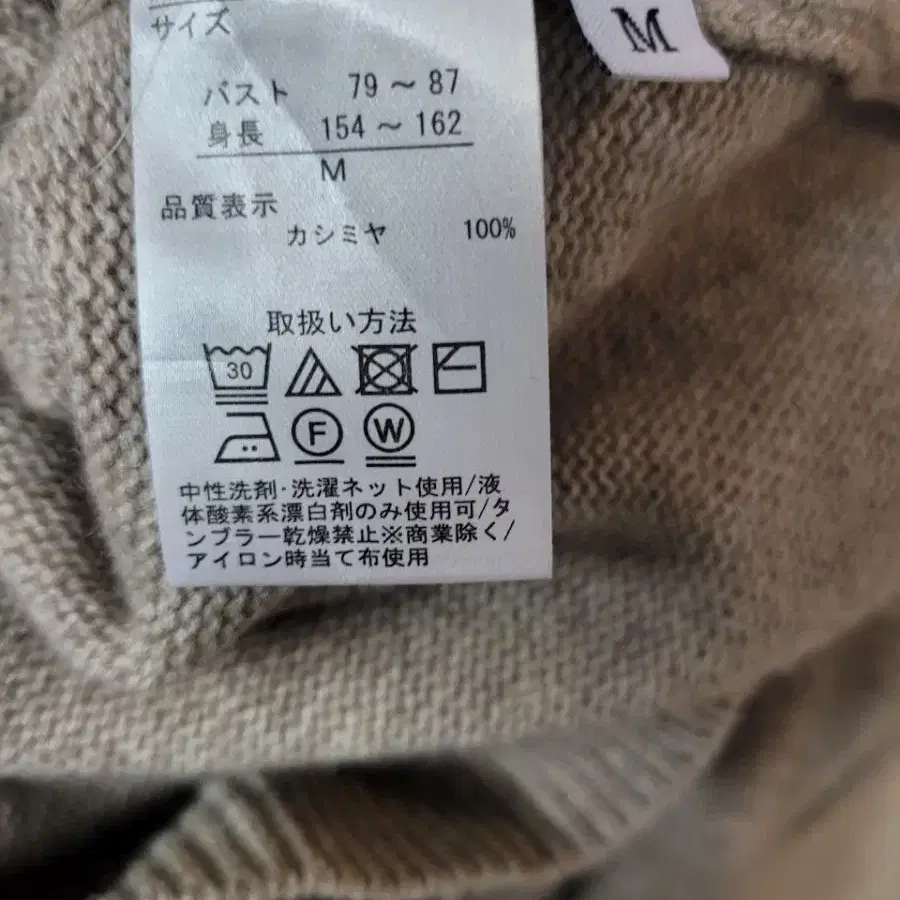 サイズ
M
バスト 79～87
身長 154～162
M
品質表示
カシミヤ 100%
取扱い方法
30
F W
中性洗剤・洗濯ネット使用/液
体酸素系漂白剤のみ使用可/タ
ンブラー乾燥禁止※商業除く/
アイロン時当て布使用